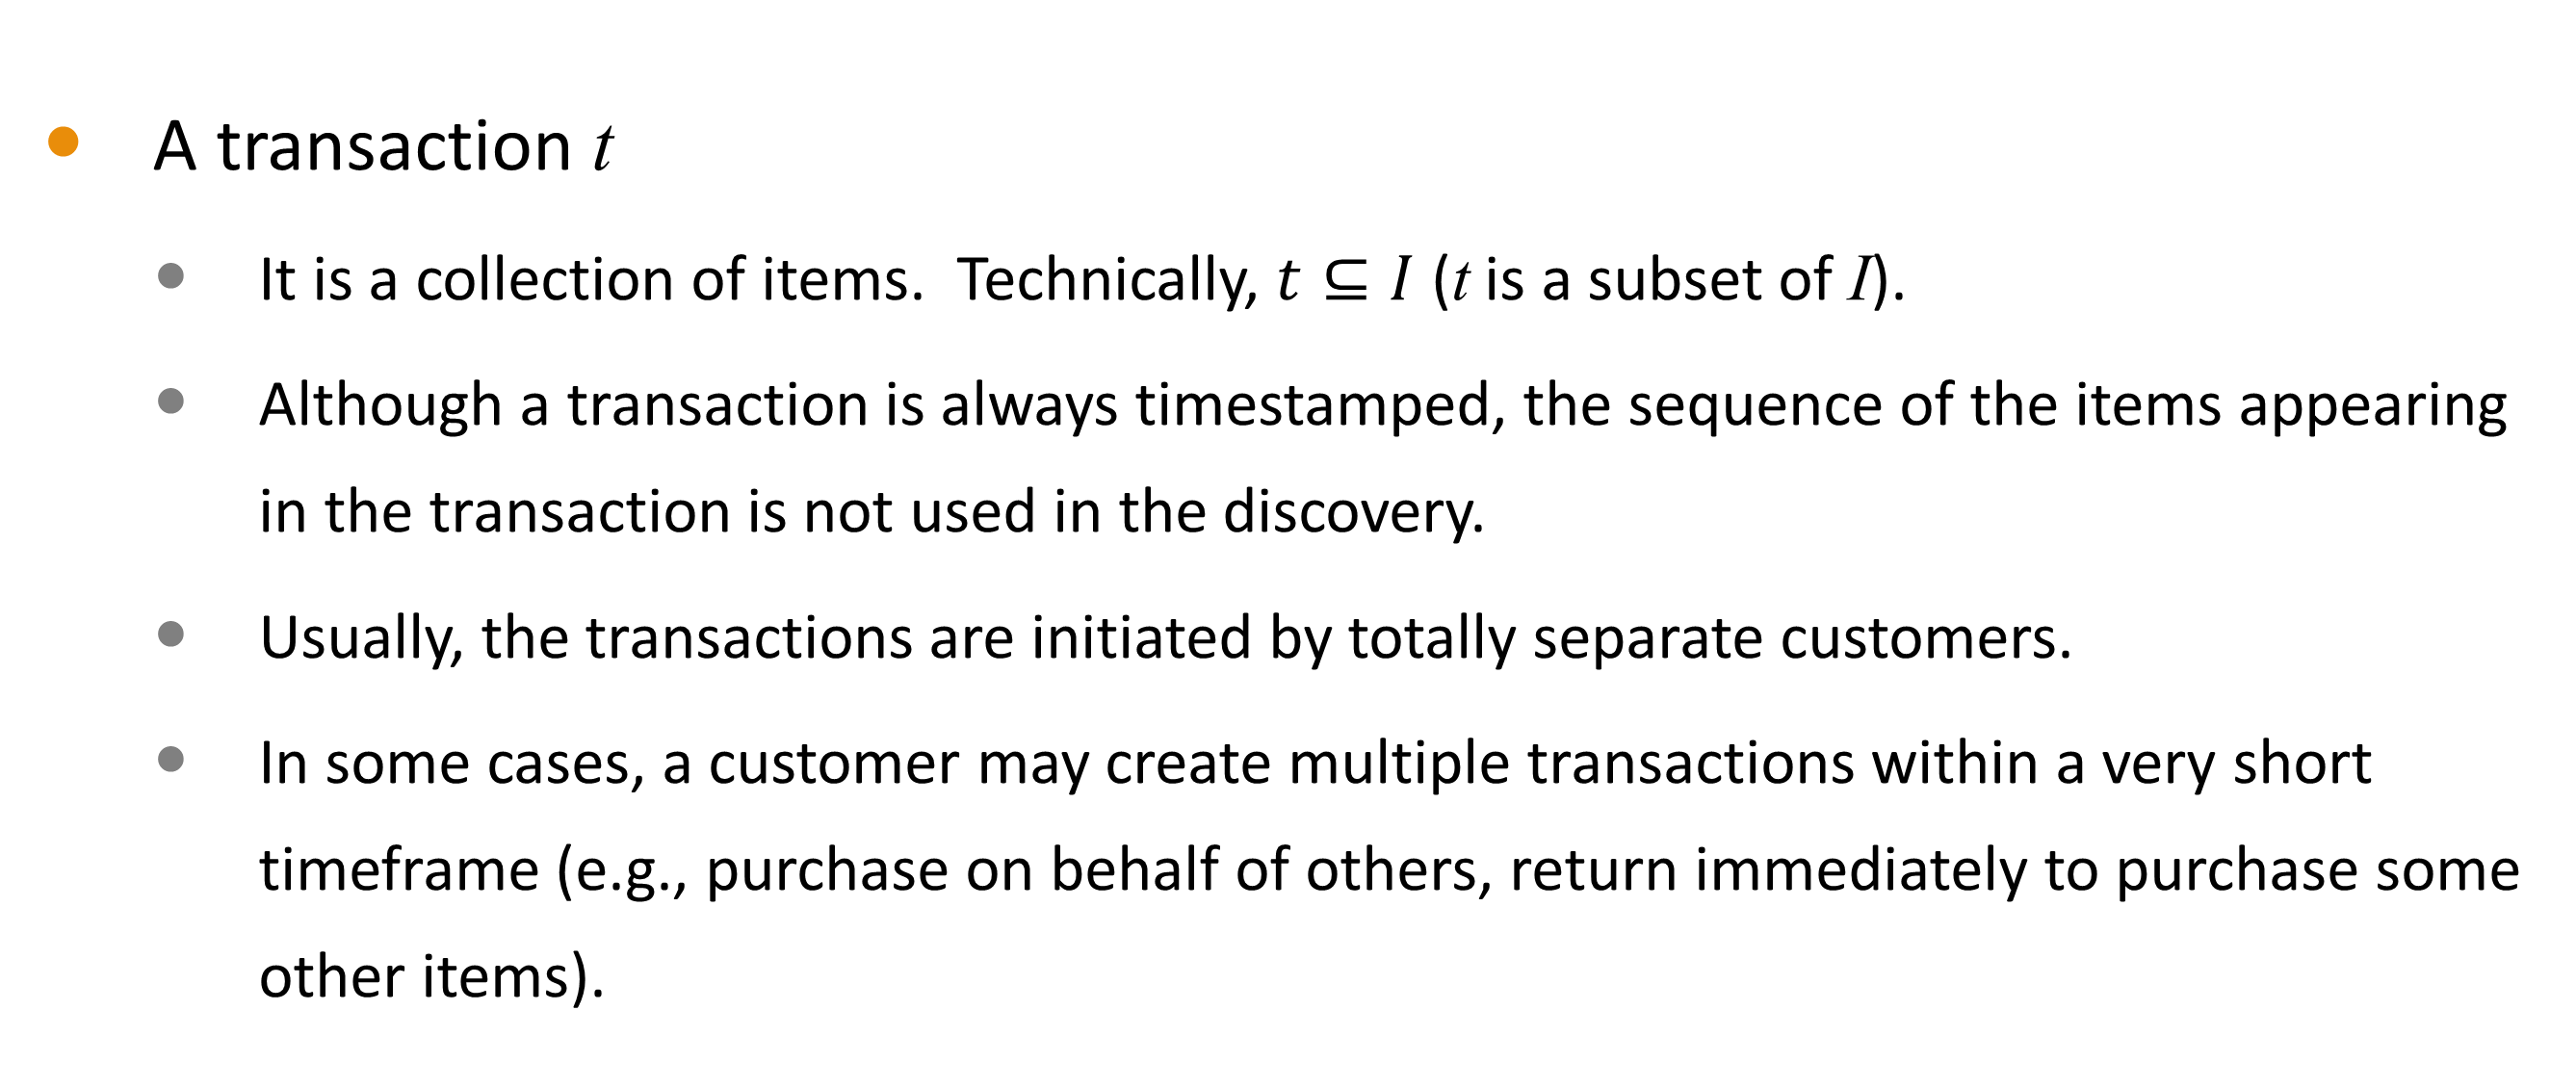 • A transaction t
• It is a collection of items.  Technically, t ⊆ I (t is a subset of I).
• Although a transaction is always timestamped, the sequence of the items appearing
in the transaction is not used in the discovery.
• Usually, the transactions are initiated by totally separate customers.
• In some cases, a customer may create multiple transactions within a very short
timeframe (e.g., purchase on behalf of others, return immediately to purchase some
other items).